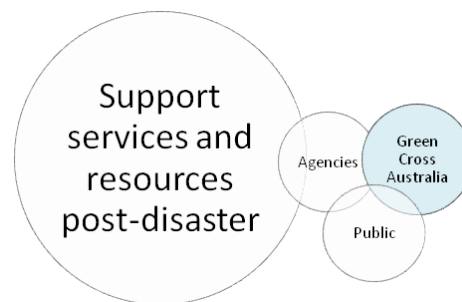 Support
services and
resources
post-disaster
Agencies
Green
Cross
Australia
Public